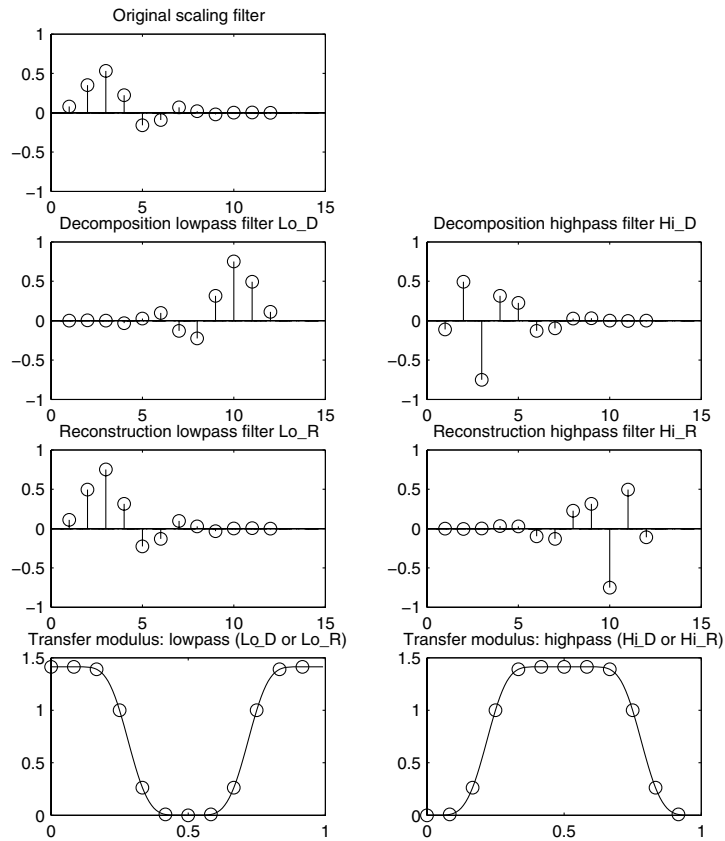 Original scaling filter
1
0.5
0
−0.5
−1
0 5 10 15
Decomposition lowpass filter Lo_D
1
0.5
0
−0.5
−1
0 5 10 15
Decomposition highpass filter Hi_D
1
0.5
0
−0.5
−1
0 5 10 15
Reconstruction lowpass filter Lo_R
1
0.5
0
−0.5
−1
0 5 10 15
Reconstruction highpass filter Hi_R
1
0.5
0
−0.5
−1
0 5 10 15
Transfer modulus: lowpass (Lo_D or Lo_R)
1.5
1
0.5
0
0 0.5 1
Transfer modulus: highpass (Hi_D or Hi_R)
1.5
1
0.5
0
0 0.5 1